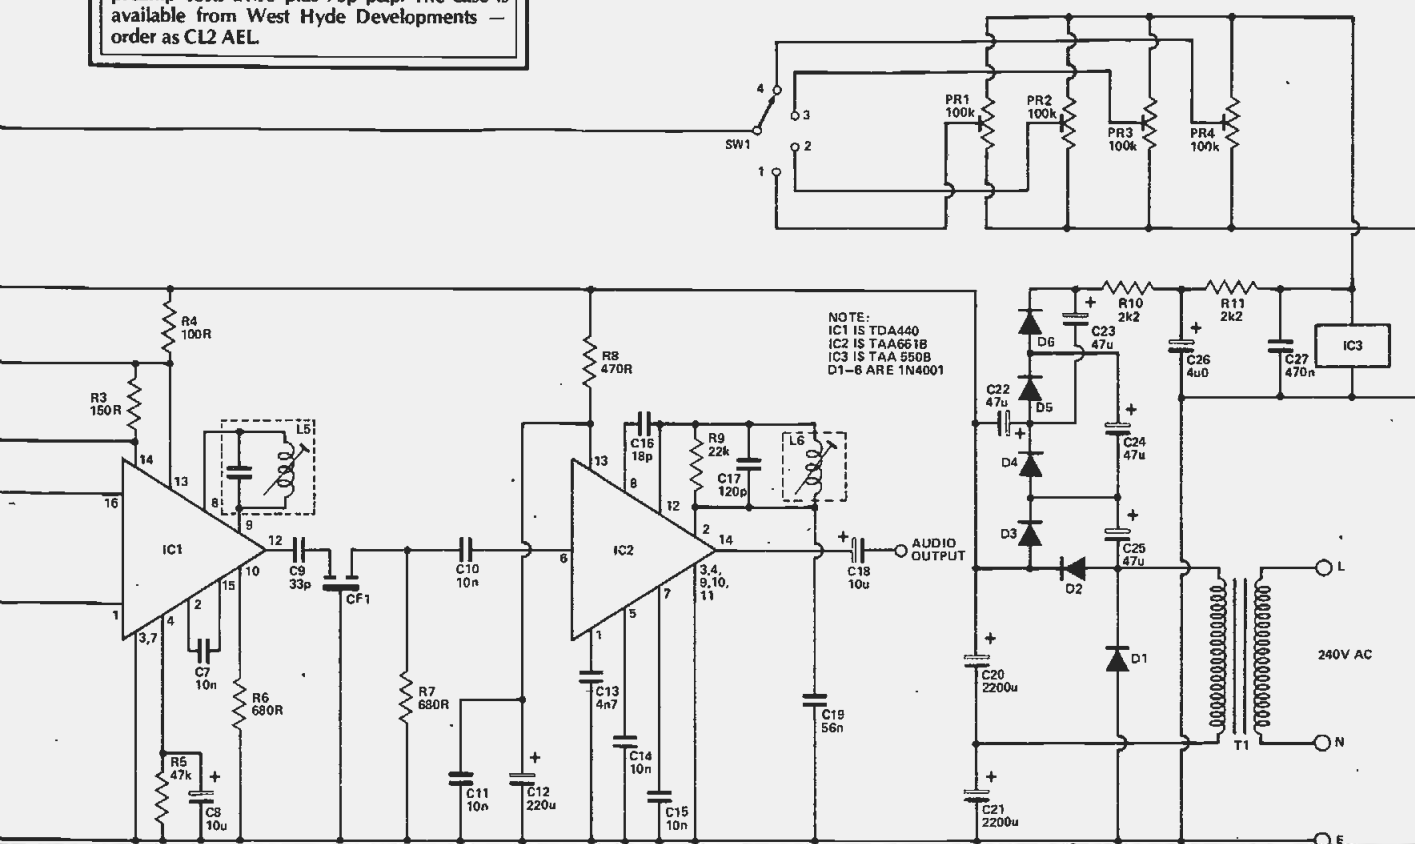 available from West Hyde Developments —
order as CL2 AEL.
4
3
SW1
2
1
PR1
100k
PR2
100k
PR3
100k
PR4
100k
R4
100R
R3
150R
14
13
16
8
L5
9
IC1
12
10
15
1
2
3,7
4
C7
10n
C9
33p
CF1
R6
680R
R5
47k
C8
10u
R7
680R
C10
10n
C11
10n
C12
220u
R8
470R
13
C16
18p
8
12
R9
22k
C17
120p
L6
6
IC2
2
14
3,4,
9,10,
11
7
5
1
C13
4n7
C14
10n
C15
10n
C18
10u
AUDIO
OUTPUT
C19
56n
NOTE:
IC1 IS TDA440
IC2 IS TAA661B
IC3 IS TAA 550B
D1–6 ARE 1N4001
D6
C23
47u
R10
2k2
R11
2k2
C26
4u0
C27
470n
IC3
C22
47u
D5
C24
47u
D4
D3
C25
47u
D2
D1
C20
2200u
C21
2200u
T1
L
240V AC
N
E